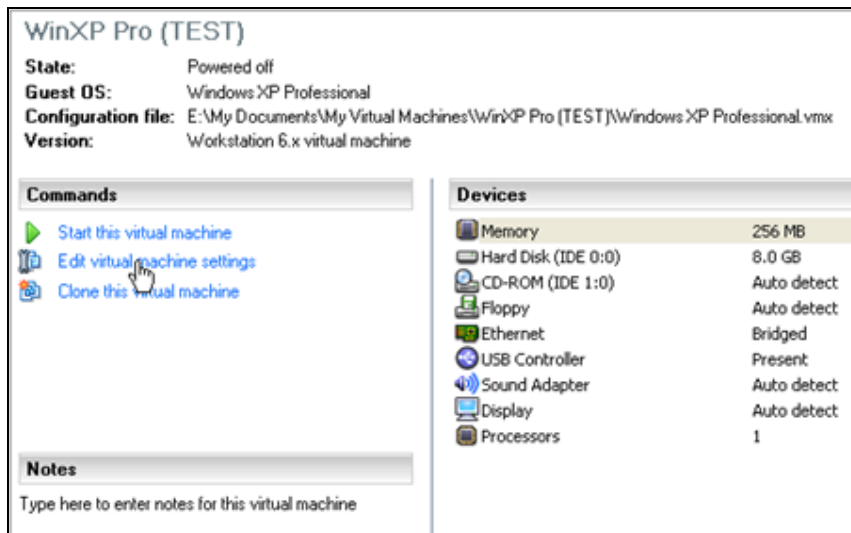 WinXP Pro (TEST)
State: Powered off
Guest OS: Windows XP Professional
Configuration file: E:\My Documents\My Virtual Machines\WinXP Pro (TEST)\Windows XP Professional.vmx
Version: Workstation 6.x virtual machine
Commands
Start this virtual machine
Edit virtual machine settings
Clone this virtual machine
Notes
Type here to enter notes for this virtual machine
Devices
Memory 256 MB
Hard Disk (IDE 0:0) 8.0 GB
CD-ROM (IDE 1:0) Auto detect
Floppy Auto detect
Ethernet Bridged
USB Controller Present
Sound Adapter Auto detect
Display Auto detect
Processors 1